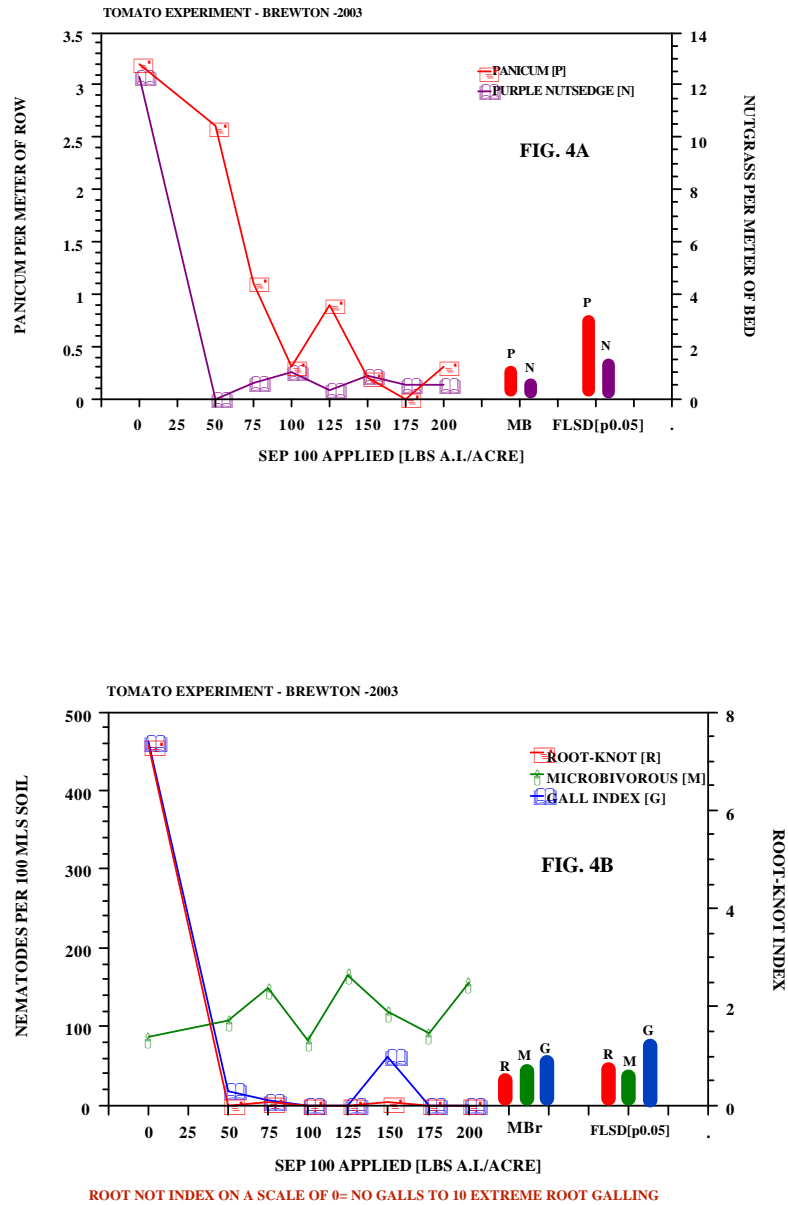 TOMATO EXPERIMENT - BREWTON -2003
3.5
3
2.5
2
1.5
1
0.5
0
PANICUM PER METER OF ROW
14
12
10
8
6
4
2
0
NUTGRASS PER METER OF BED
PANICUM [P]
PURPLE NUTSEDGE [N]
FIG. 4A
P
N
P
N
0 25 50 75 100 125 150 175 200 MB FLSD[p0.05] .
SEP 100 APPLIED [LBS A.I./ACRE]
TOMATO EXPERIMENT - BREWTON -2003
500
400
300
200
100
0
NEMATODES PER 100 MLS SOIL
8
6
4
2
0
ROOT-KNOT INDEX
ROOT-KNOT [R]
MICROBIVOROUS [M]
GALL INDEX [G]
FIG. 4B
R M G
R M G
0 50 75 100 125 150 175 200 MBr FLSD[p0.05] .
SEP 100 APPLIED [LBS A.I./ACRE]
ROOT NOT INDEX ON A SCALE OF 0= NO GALLS TO 10 EXTREME ROOT GALLING